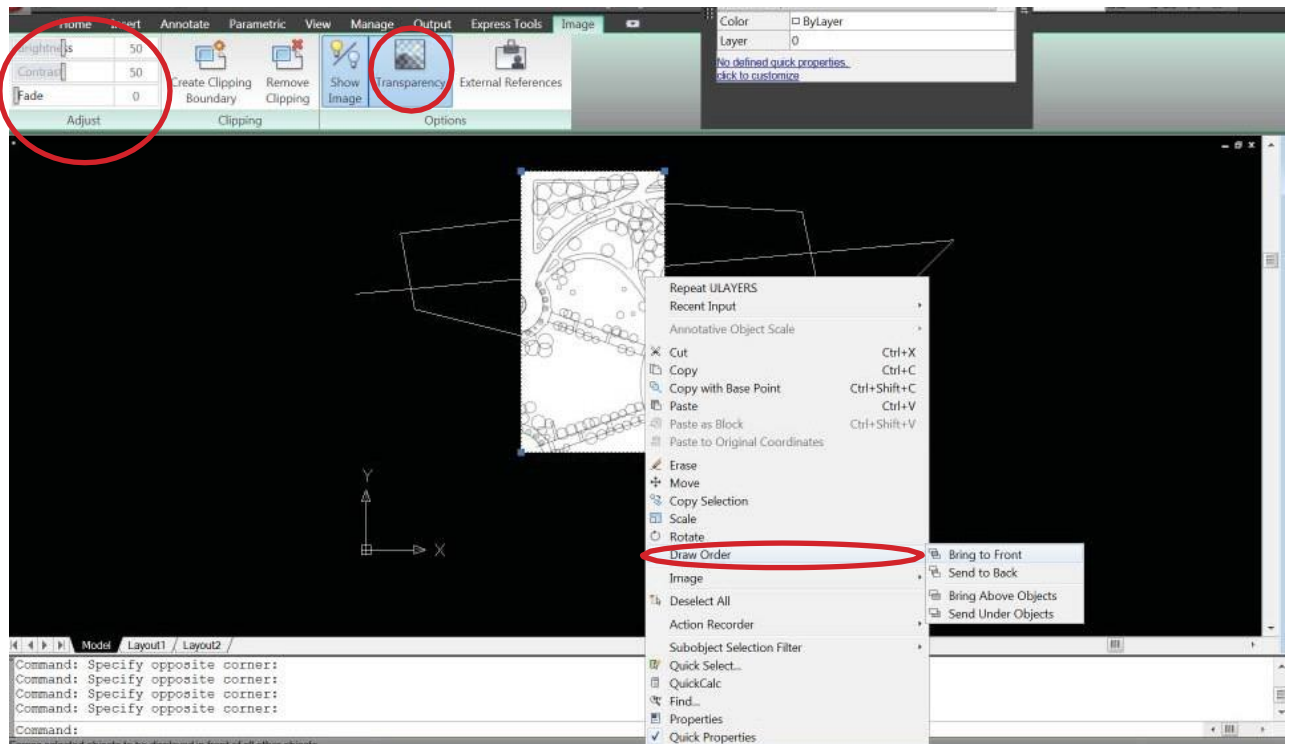 Home Insert Annotate Parametric View Manage Output Express Tools Image
Brightness 50
Contrast 50
Fade 0
Create Clipping Boundary
Remove Clipping
Show Image
Transparency
External References
Adjust
Clipping
Options
Color ByLayer
Layer 0
No defined quick properties.
click to customize
Y
X
Repeat ULAYERS
Recent Input
Annotative Object Scale
Cut Ctrl+X
Copy Ctrl+C
Copy with Base Point Ctrl+Shift+C
Paste Ctrl+V
Paste as Block Ctrl+Shift+V
Paste to Original Coordinates
Erase
Move
Copy Selection
Scale
Rotate
Draw Order
Image
Deselect All
Action Recorder
Subobject Selection Filter
Quick Select...
QuickCalc
Find...
Properties
Quick Properties
Bring to Front
Send to Back
Bring Above Objects
Send Under Objects
Model Layout1 Layout2
Command: Specify opposite corner:
Command: Specify opposite corner:
Command: Specify opposite corner:
Command: Specify opposite corner:
Command: